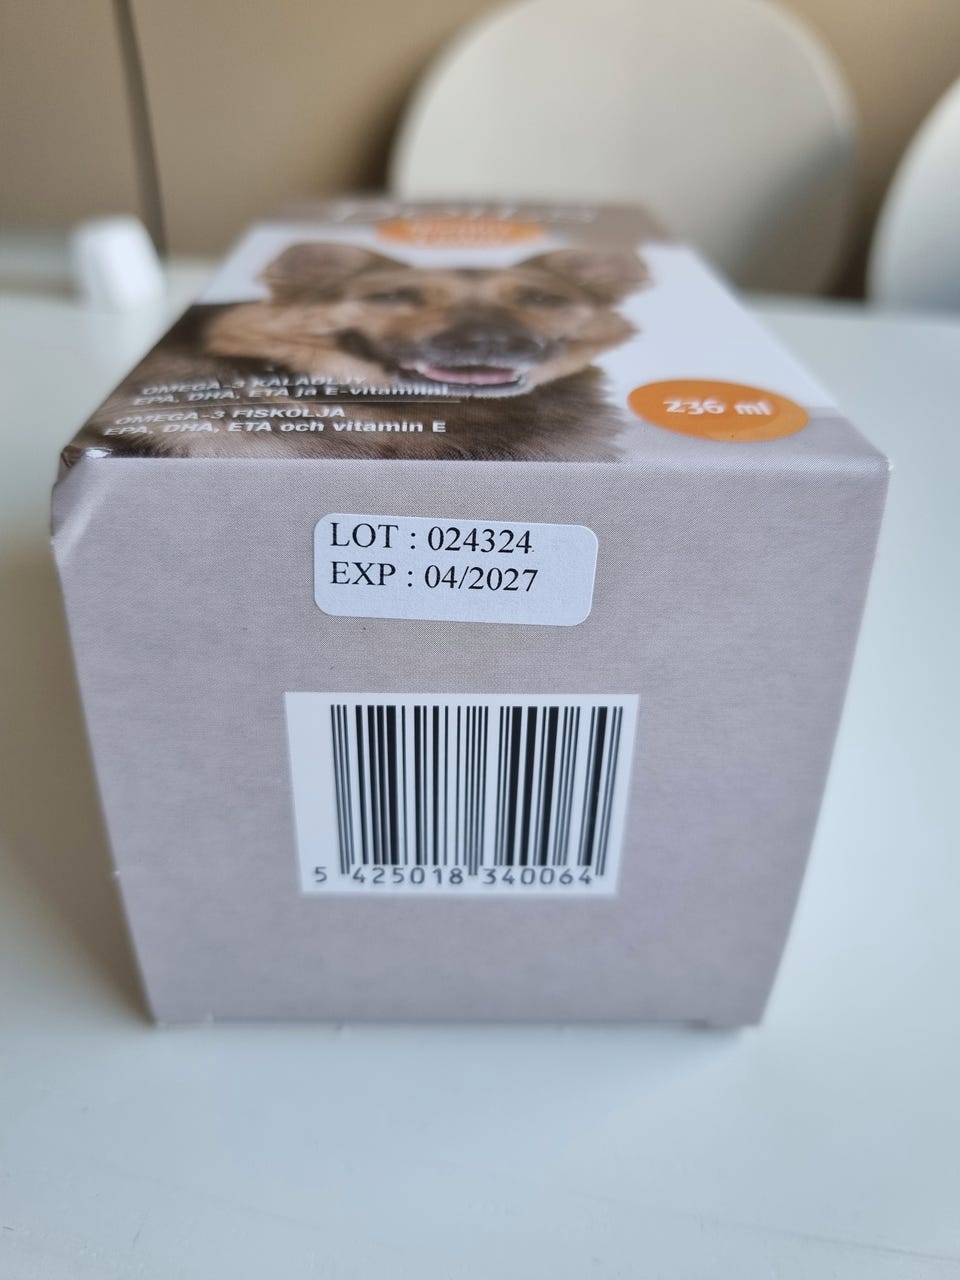 OMEGA-3 KALAÖLJY
EPA, DHA, ETA ja E-vitamiini
OMEGA-3 FISKOLJA
EPA, DHA, ETA och vitamin E
236 ml
LOT : 024324
EXP : 04/2027
5 425018 340064